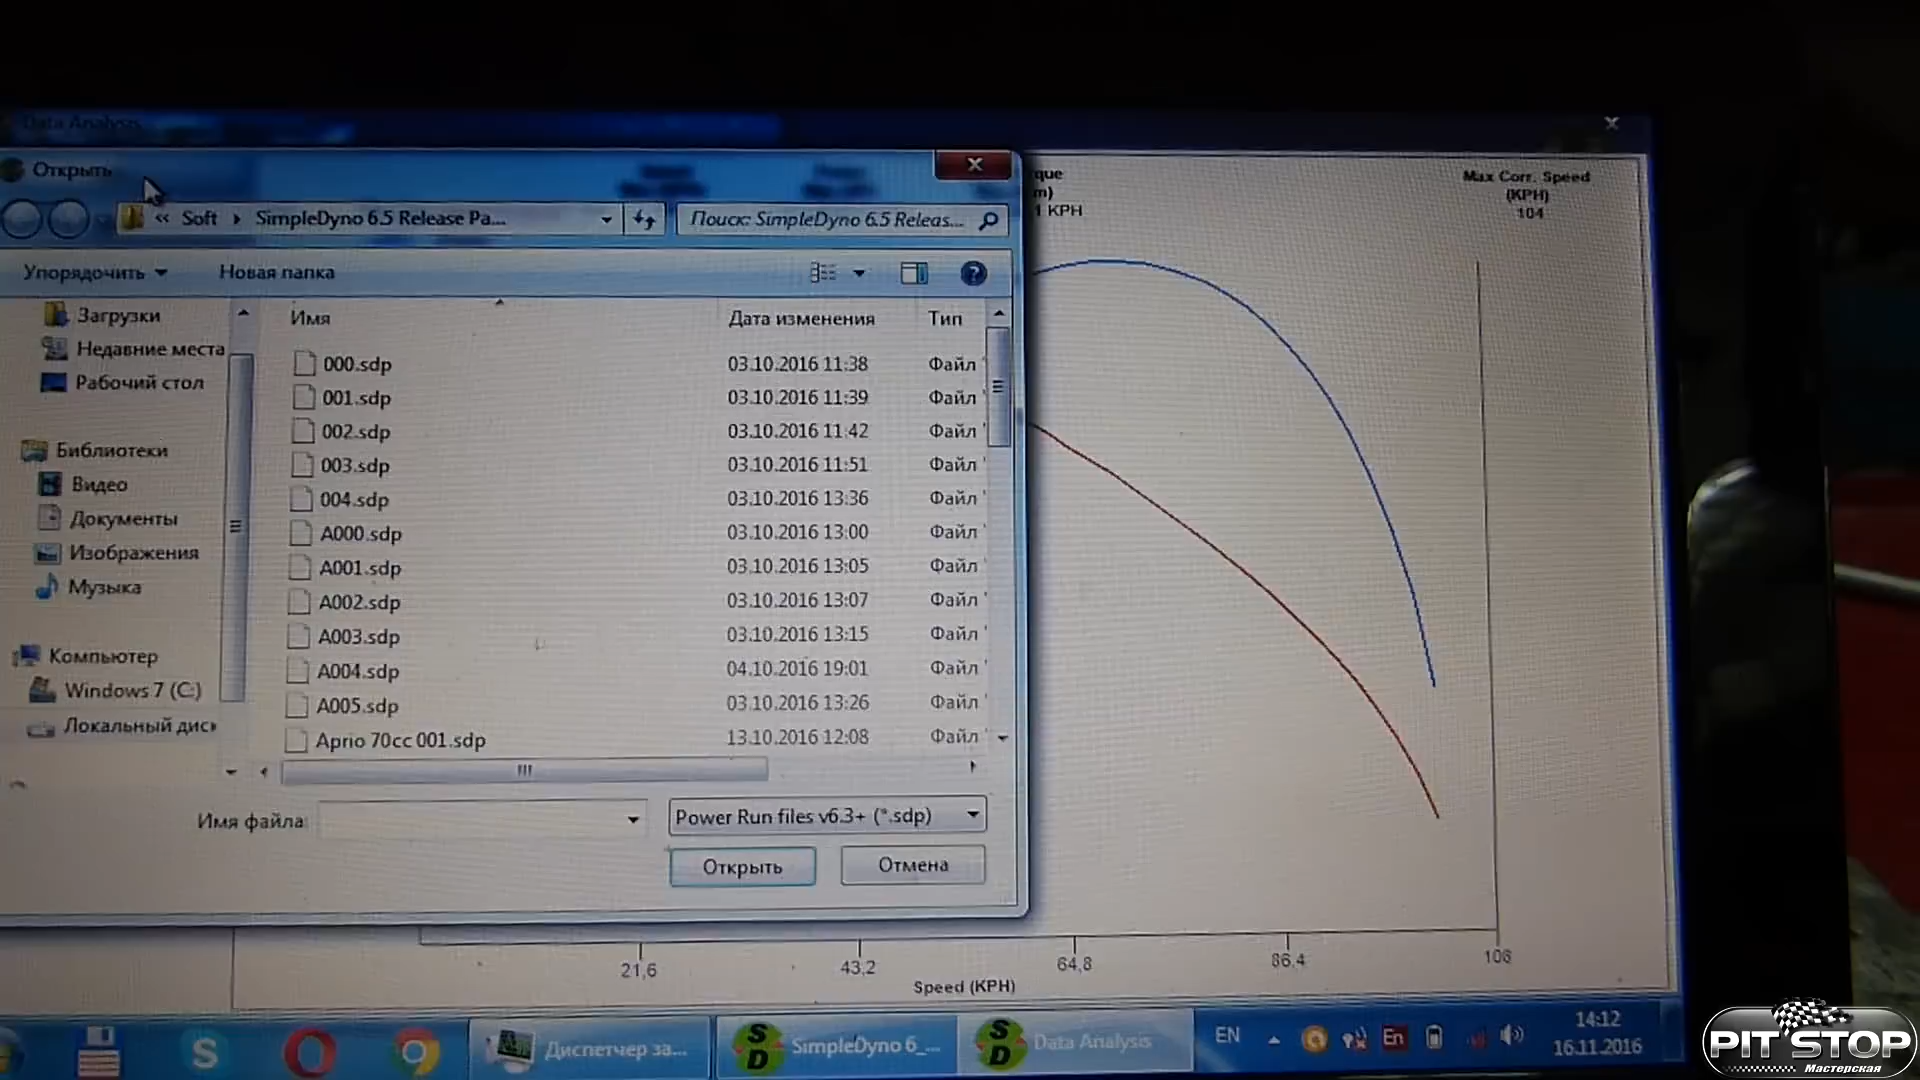 Data Analysis
Открыть
« Soft SimpleDyno 6.5 Release Pa...
Поиск: SimpleDyno 6.5 Releas...
Упорядочить Новая папка
Загрузки
Недавние места
Рабочий стол
Библиотеки
Видео
Документы
Изображения
Музыка
Компьютер
Windows 7 (C:)
Локальный диск
Имя Дата изменения Тип
000.sdp 03.10.2016 11:38 Файл
001.sdp 03.10.2016 11:39 Файл
002.sdp 03.10.2016 11:42 Файл
003.sdp 03.10.2016 11:51 Файл
004.sdp 03.10.2016 13:36 Файл
A000.sdp 03.10.2016 13:00 Файл
A001.sdp 03.10.2016 13:05 Файл
A002.sdp 03.10.2016 13:07 Файл
A003.sdp 03.10.2016 13:15 Файл
A004.sdp 04.10.2016 19:01 Файл
A005.sdp 03.10.2016 13:26 Файл
Aprio 70cc 001.sdp 13.10.2016 12:08 Файл
Имя файла:
Power Run files v6.3+ (*.sdp)
Открыть Отмена
que
m)
1 KPH
Max Corr. Speed
(KPH)
104
21,6 43,2 64,8 86,4 108
Speed (KPH)
Диспетчер за...
SD SimpleDyno 6_...
SD Data Analysis
EN
En
14:12
16.11.2016
PIT STOP
Мастерская